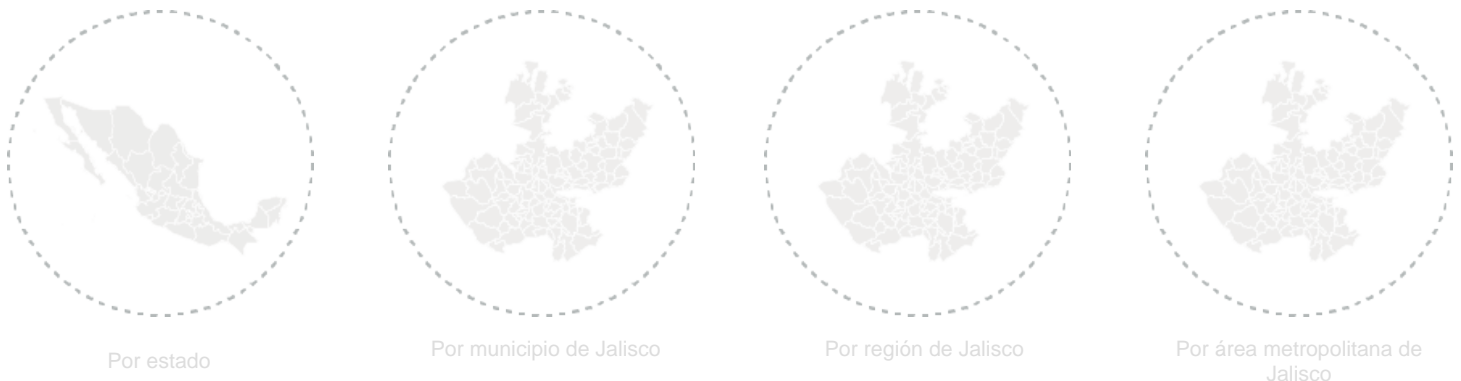 Por estado
Por municipio de Jalisco
Por región de Jalisco
Por área metropolitana de
Jalisco